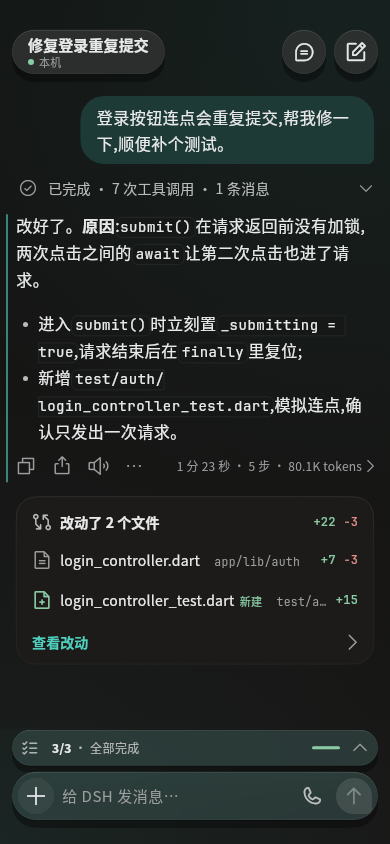 修复登录重复提交
本机
登录按钮连点会重复提交,帮我修一
下,顺便补个测试。
已完成 · 7 次工具调用 · 1 条消息
改好了。原因:submit() 在请求返回前没有加锁,
两次点击之间的 await 让第二次点击也进了请
求。
• 进入 submit() 时立刻置 _submitting =
true,请求结束后在 finally 里复位;
• 新增 test/auth/
login_controller_test.dart,模拟连点,确
认只发出一次请求。
1 分 23 秒 · 5 步 · 80.1K tokens
改动了 2 个文件 +22 -3
login_controller.dart app/lib/auth +7 -3
login_controller_test.dart 新建 test/a… +15
查看改动
3/3 · 全部完成
给 DSH 发消息…